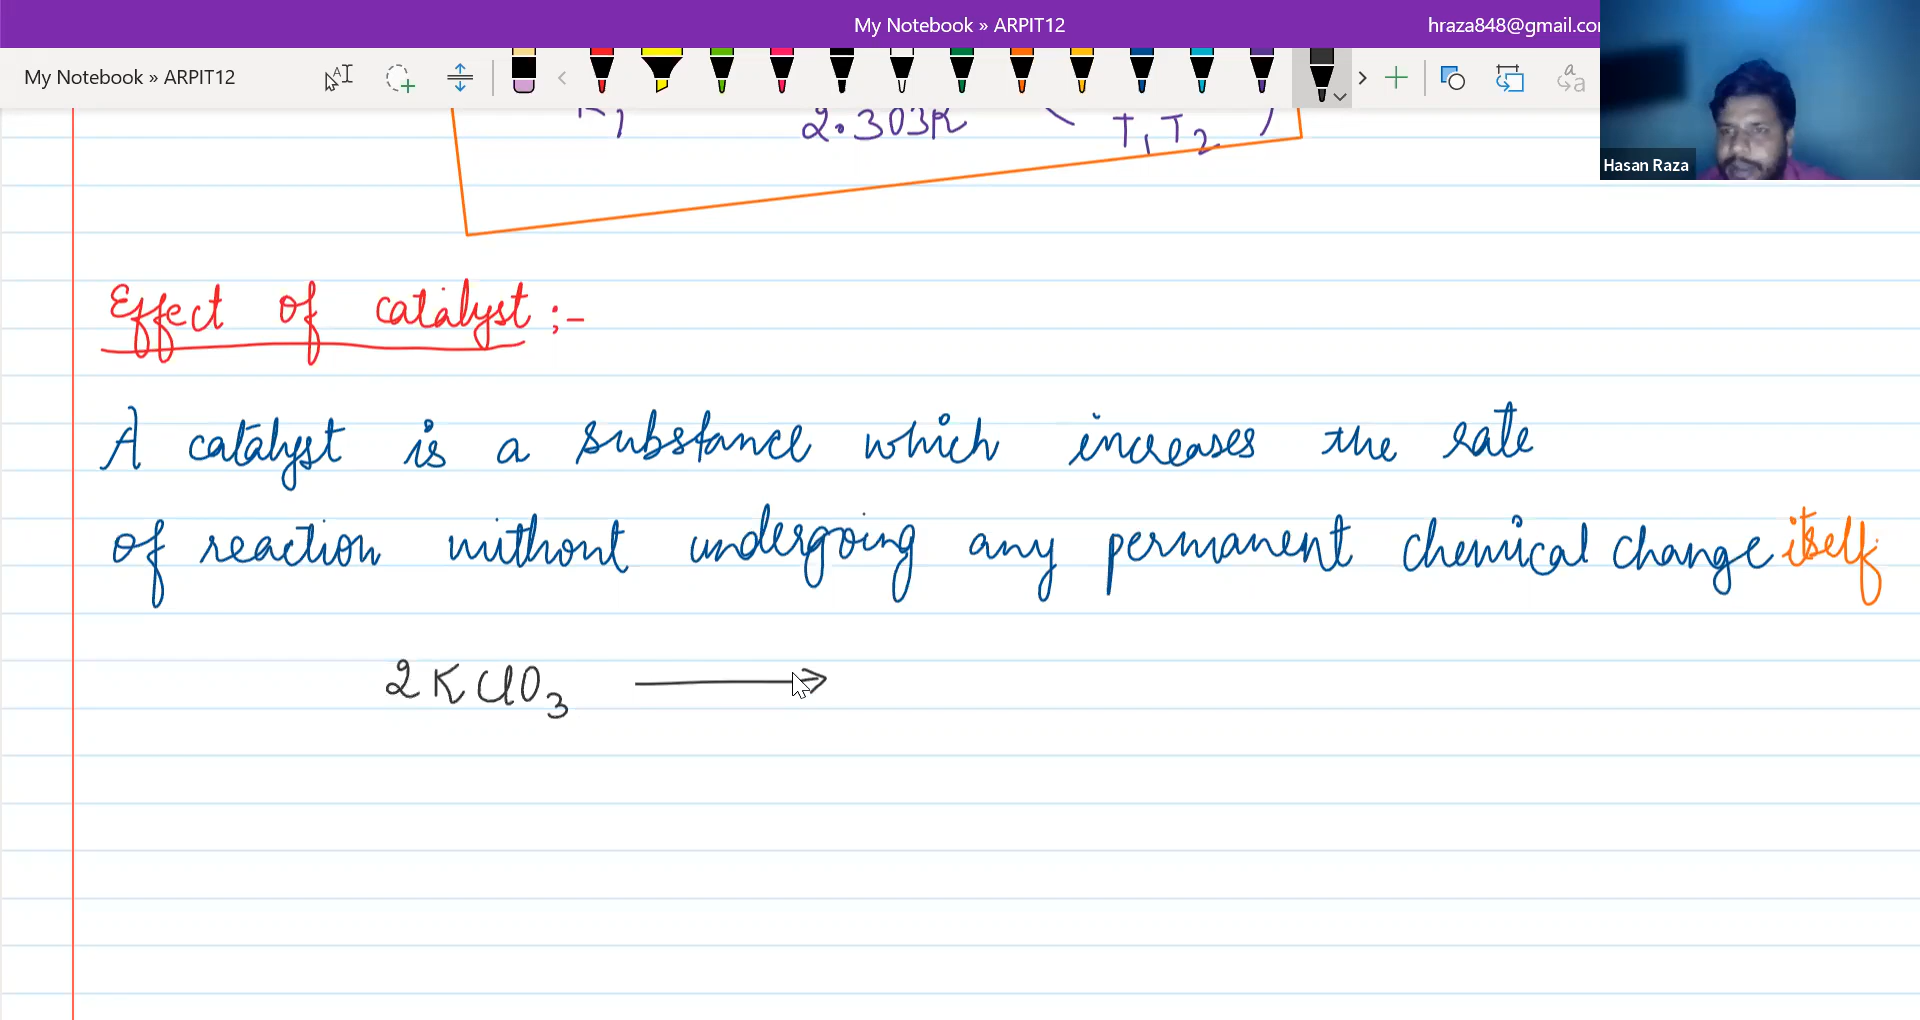 My Notebook » ARPIT12
hraza848@gmail.co
My Notebook » ARPIT12
Hasan Raza
2.303R
T₁T₂
Effect of catalyst :-
A catalyst is a substance which increases the rate
of reaction without undergoing any permanent chemical change itself
2KClO₃ ⟶